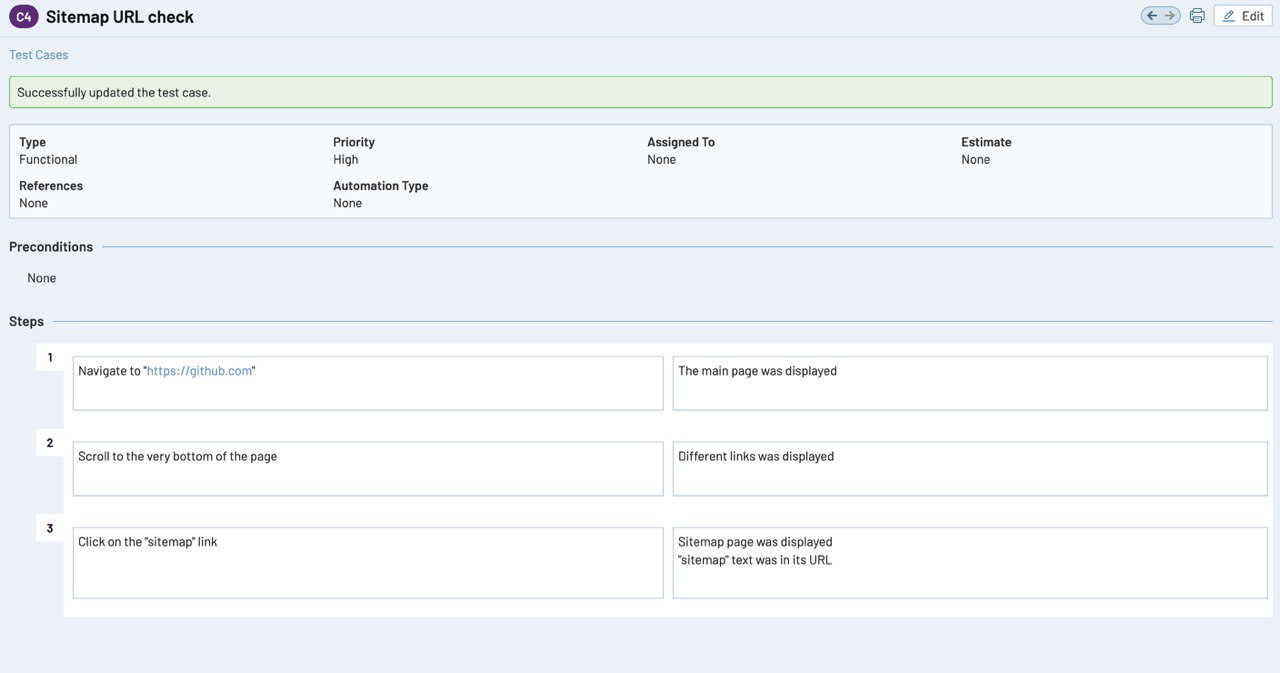 C4 Sitemap URL check
Edit
Test Cases
Successfully updated the test case.
Type Priority Assigned To Estimate
Functional High None None
References Automation Type
None None
Preconditions
None
Steps
1
Navigate to "https://github.com" The main page was displayed
2
Scroll to the very bottom of the page Different links was displayed
3
Click on the "sitemap" link Sitemap page was displayed
"sitemap" text was in its URL